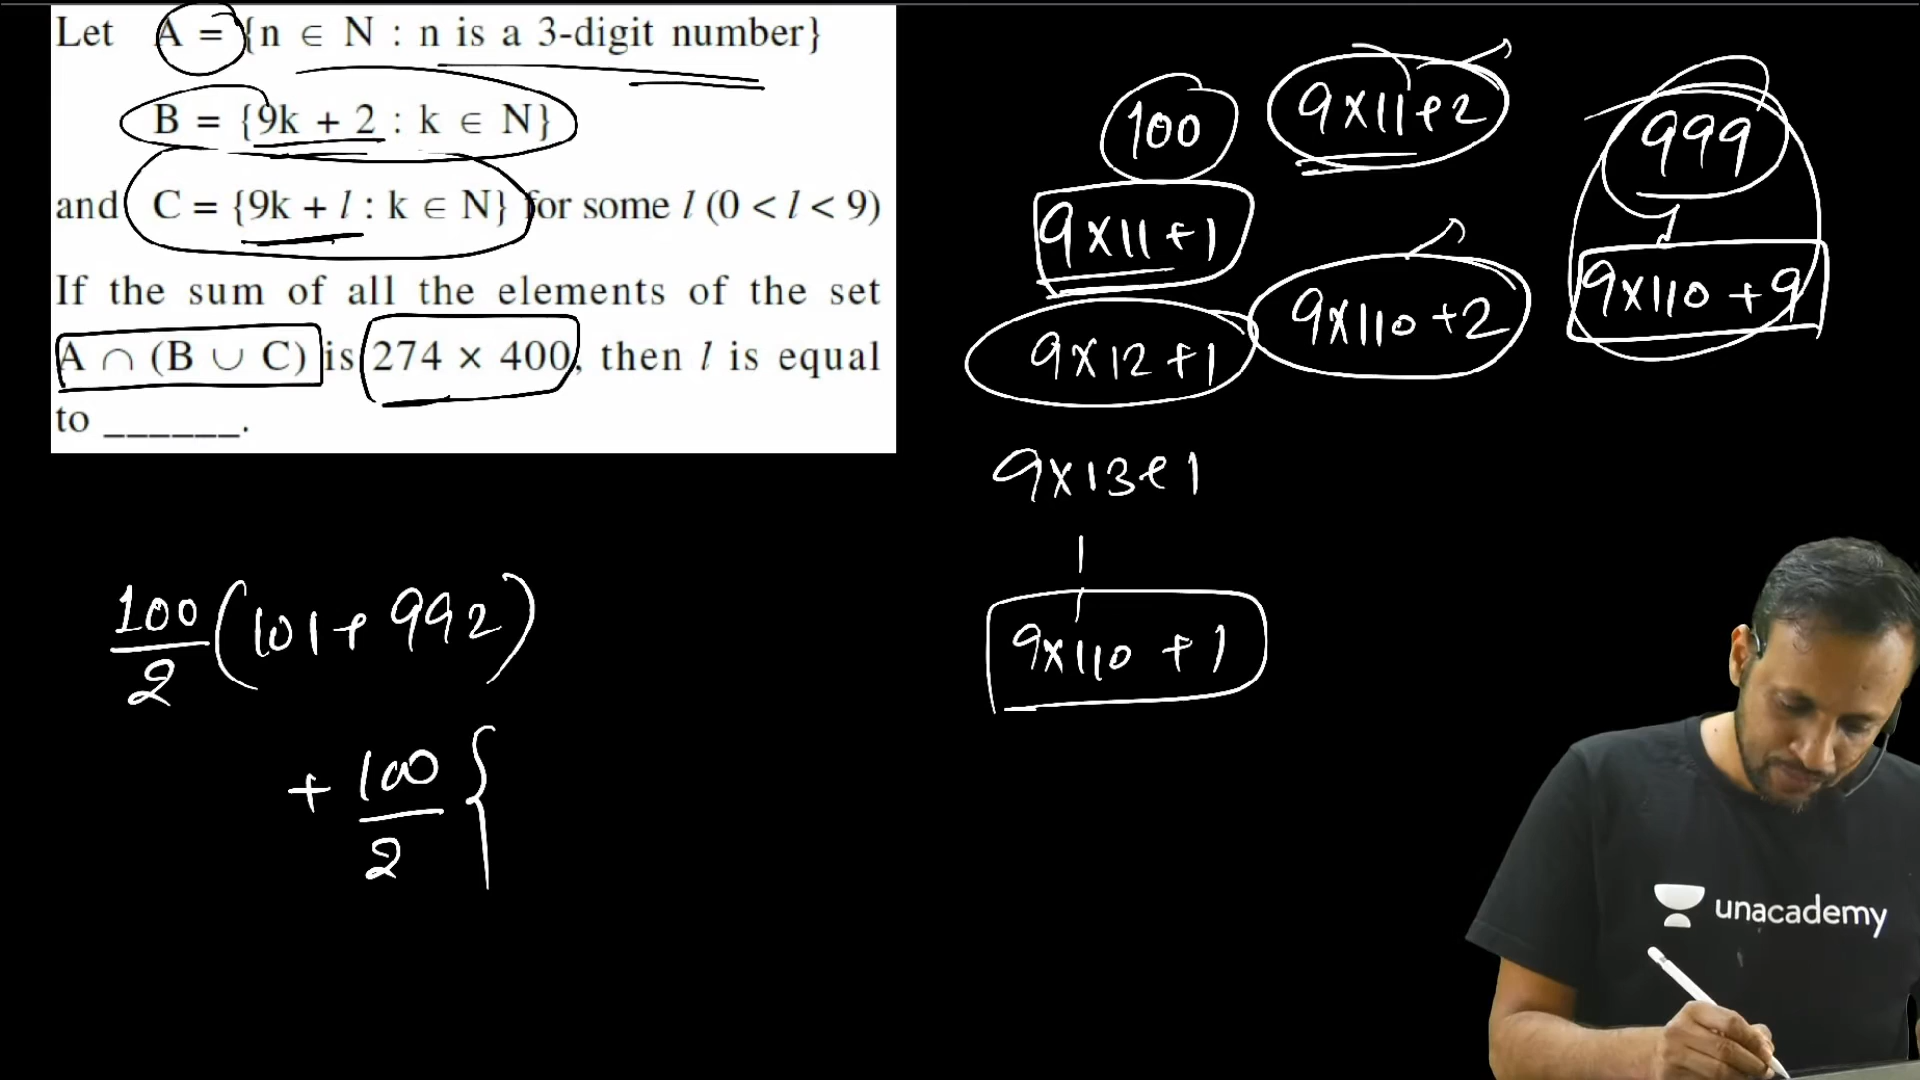 Let A = {n ∈ N : n is a 3-digit number}
B = {9k + 2 : k ∈ N}
and C = {9k + l : k ∈ N} for some l (0 < l < 9)
If the sum of all the elements of the set
A ∩ (B ∪ C) is 274 × 400, then l is equal
to ______.
100
9×11+2
999
9×11+1
9×110+2
9×110+9
9×12+1
9×13+1
9×110+1
100/2 (101+992)
+ 100/2 {
unacademy